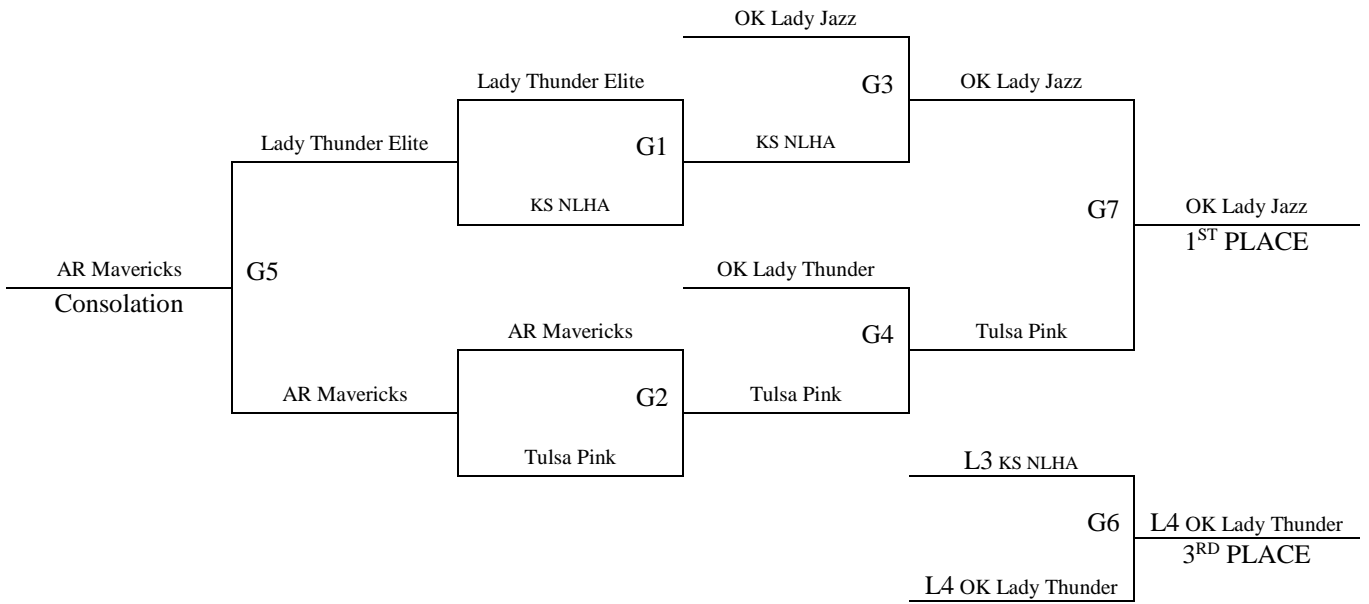 OK Lady Jazz
Lady Thunder Elite
G3
OK Lady Jazz
Lady Thunder Elite
G1
KS NLHA
KS NLHA
G7
OK Lady Jazz
1ST PLACE
AR Mavericks
G5
OK Lady Thunder
Consolation
AR Mavericks
G4
Tulsa Pink
AR Mavericks
G2
Tulsa Pink
Tulsa Pink
L3 KS NLHA
G6
L4 OK Lady Thunder
3RD PLACE
L4 OK Lady Thunder